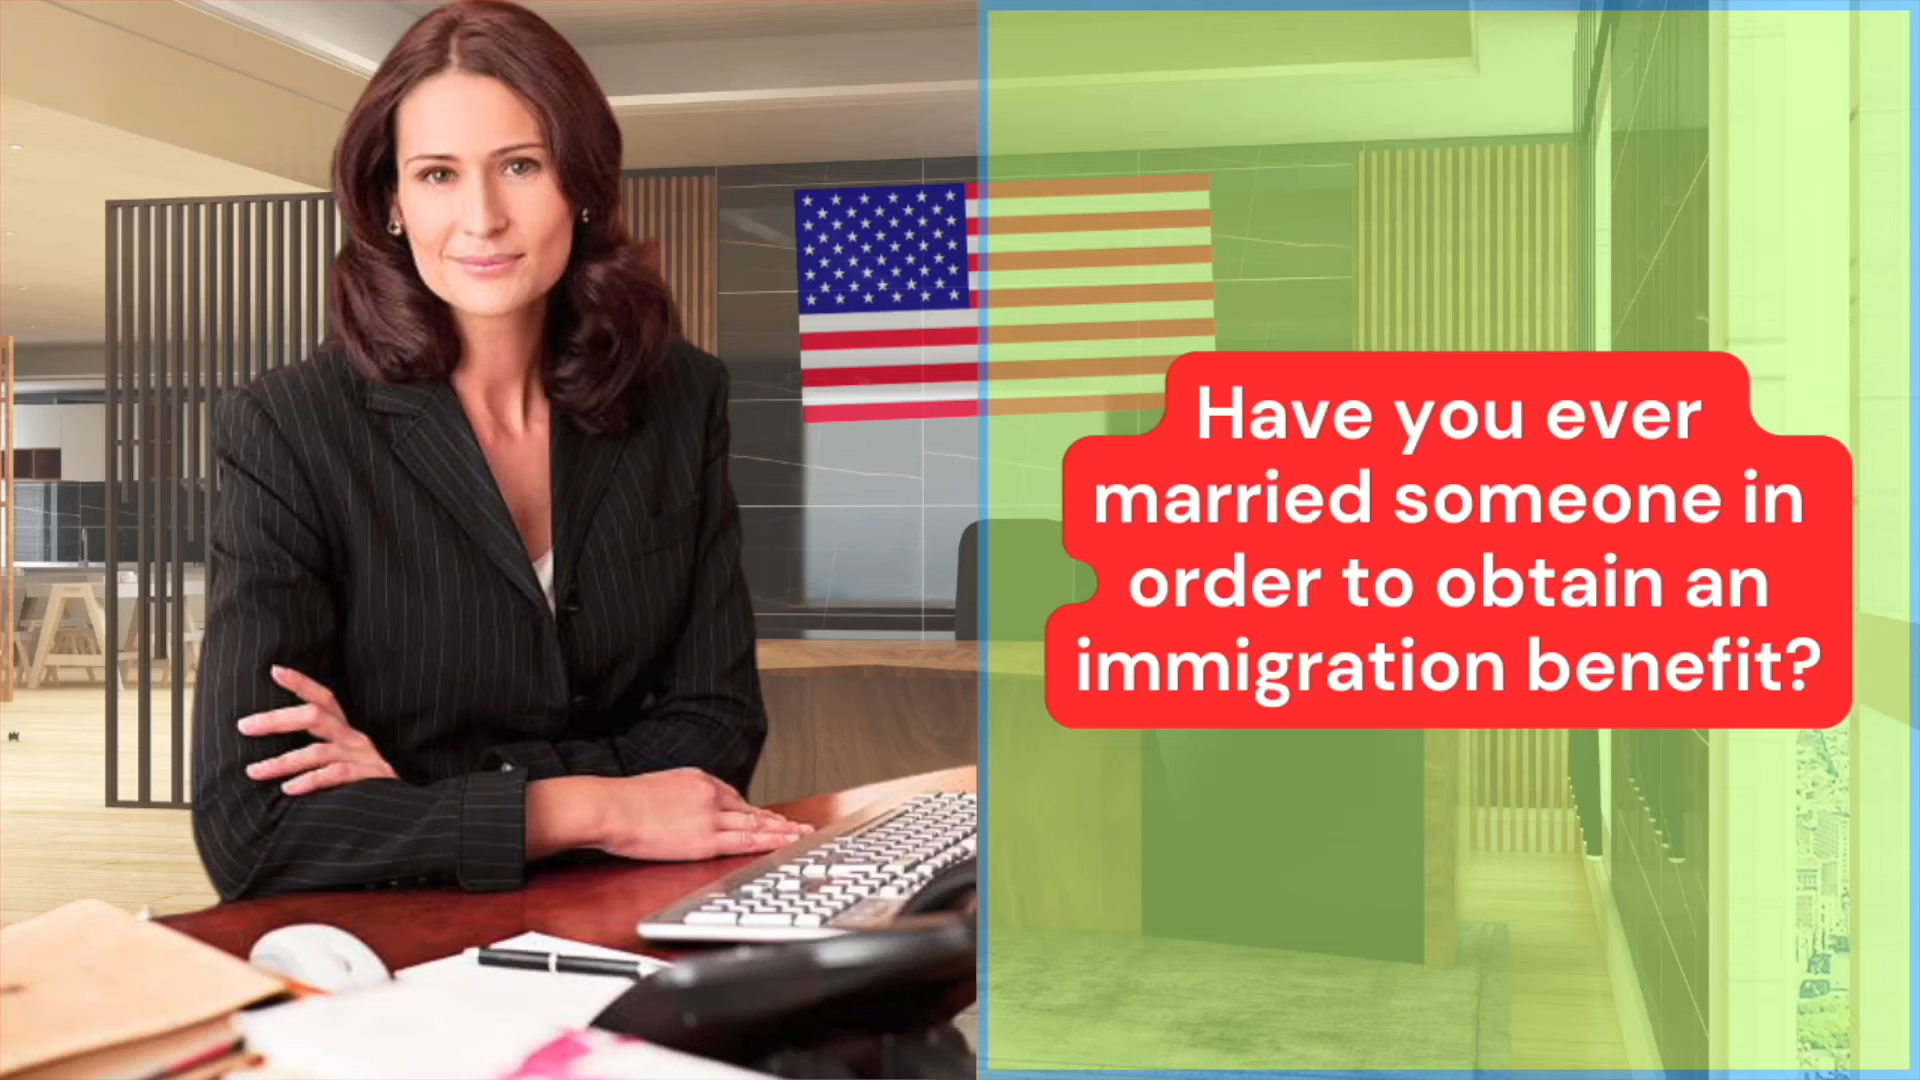 Have you ever
married someone in
order to obtain an
immigration benefit?